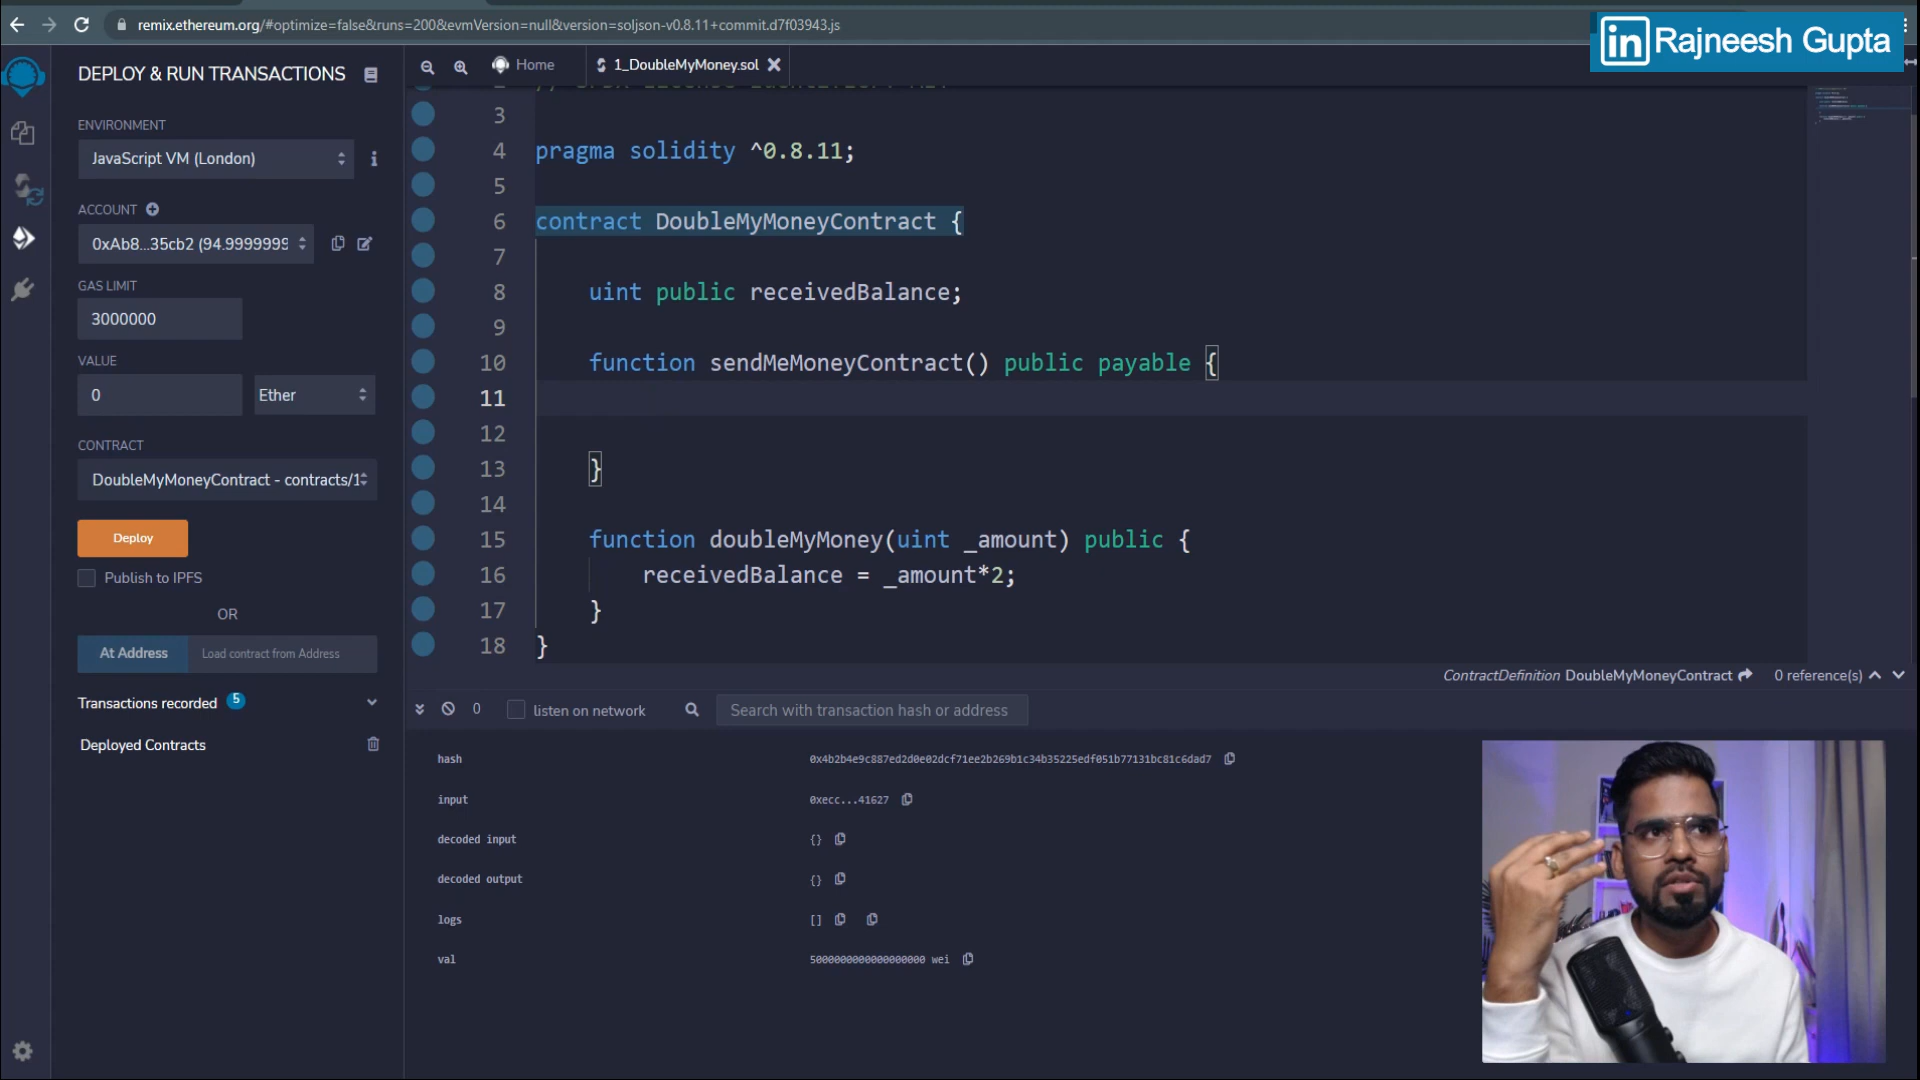 remix.ethereum.org/#optimize=false&runs=200&evmVersion=null&version=soljson-v0.8.11+commit.d7f03943.js
in Rajneesh Gupta
DEPLOY & RUN TRANSACTIONS
ENVIRONMENT
JavaScript VM (London)
ACCOUNT
0xAb8...35cb2 (94.9999999
GAS LIMIT
3000000
VALUE
0
Ether
CONTRACT
DoubleMyMoneyContract - contracts/1
Deploy
Publish to IPFS
OR
At Address
Load contract from Address
Transactions recorded 5
Deployed Contracts
Home
1_DoubleMyMoney.sol
3
4 pragma solidity ^0.8.11;
5
6 contract DoubleMyMoneyContract {
7
8 uint public receivedBalance;
9
10 function sendMeMoneyContract() public payable {
11
12
13 }
14
15 function doubleMyMoney(uint _amount) public {
16 receivedBalance = _amount*2;
17 }
18 }
ContractDefinition DoubleMyMoneyContract 0 reference(s)
0
listen on network
Search with transaction hash or address
hash 0x4b2b4e9c887ed2d0e02dcf71ee2b269b1c34b35225edf051b77131bc81c6dad7
input 0xecc...41627
decoded input {}
decoded output {}
logs []
val 5000000000000000000 wei